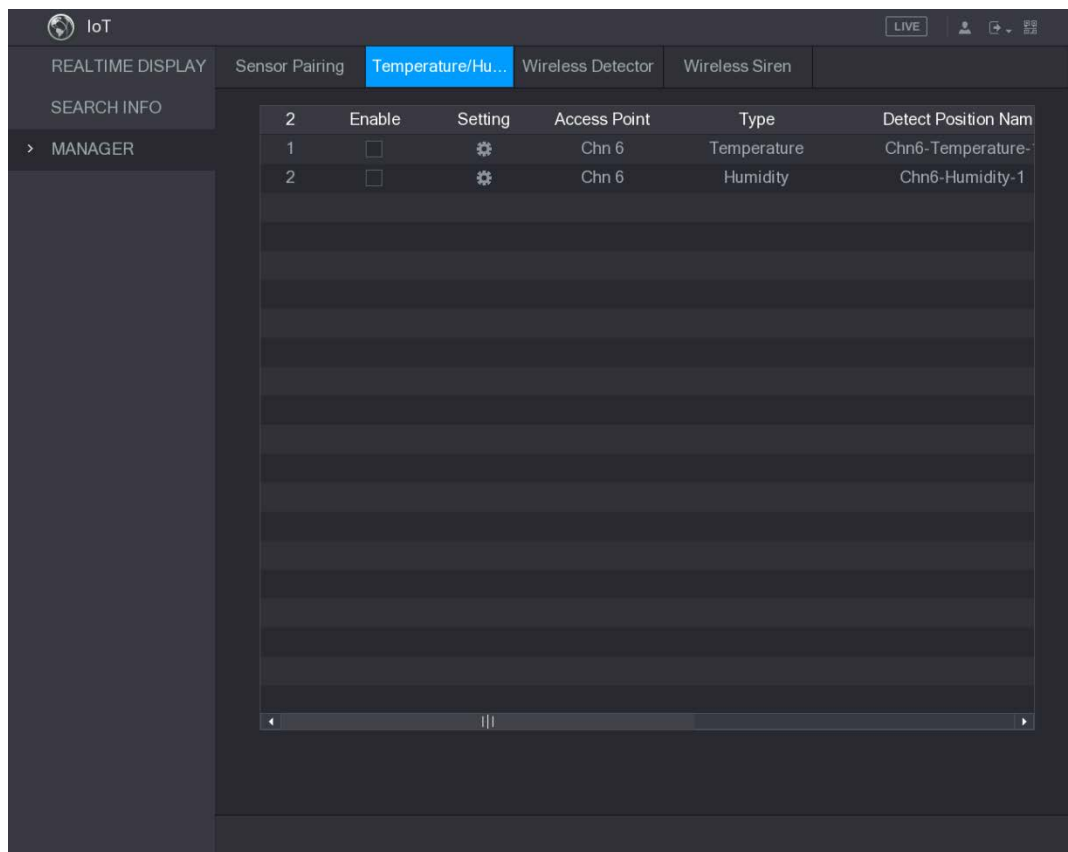 IoT LIVE
REALTIME DISPLAY
SEARCH INFO
MANAGER
Sensor Pairing Temperature/Hu... Wireless Detector Wireless Siren
2 Enable Setting Access Point Type Detect Position Nam
1 Chn 6 Temperature Chn6-Temperature-1
2 Chn 6 Humidity Chn6-Humidity-1